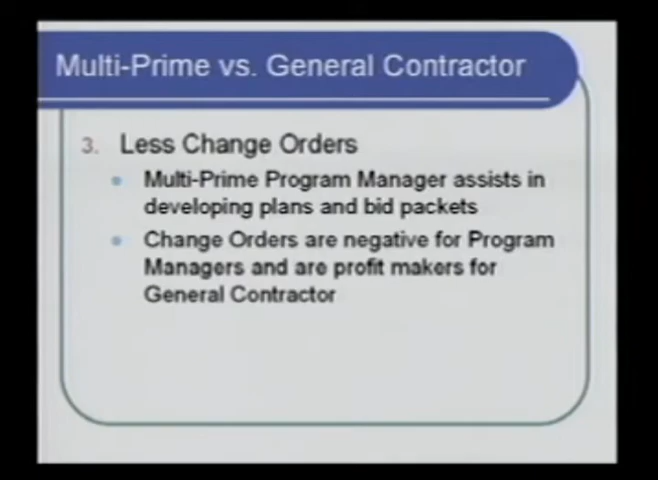 Multi-Prime vs. General Contractor
3. Less Change Orders
Multi-Prime Program Manager assists in
developing plans and bid packets
Change Orders are negative for Program
Managers and are profit makers for
General Contractor